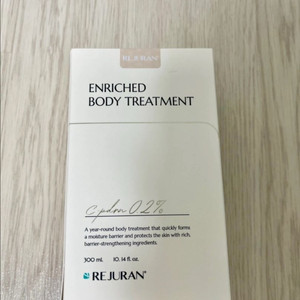 REJURAN®
ENRICHED
BODY TREATMENT
c-pdrn 0.2%
A year-round body treatment that quickly forms
a moisture barrier and protects the skin with rich,
barrier-strengthening ingredients.
300 ml. 10.14 fl. oz.
REJURAN®